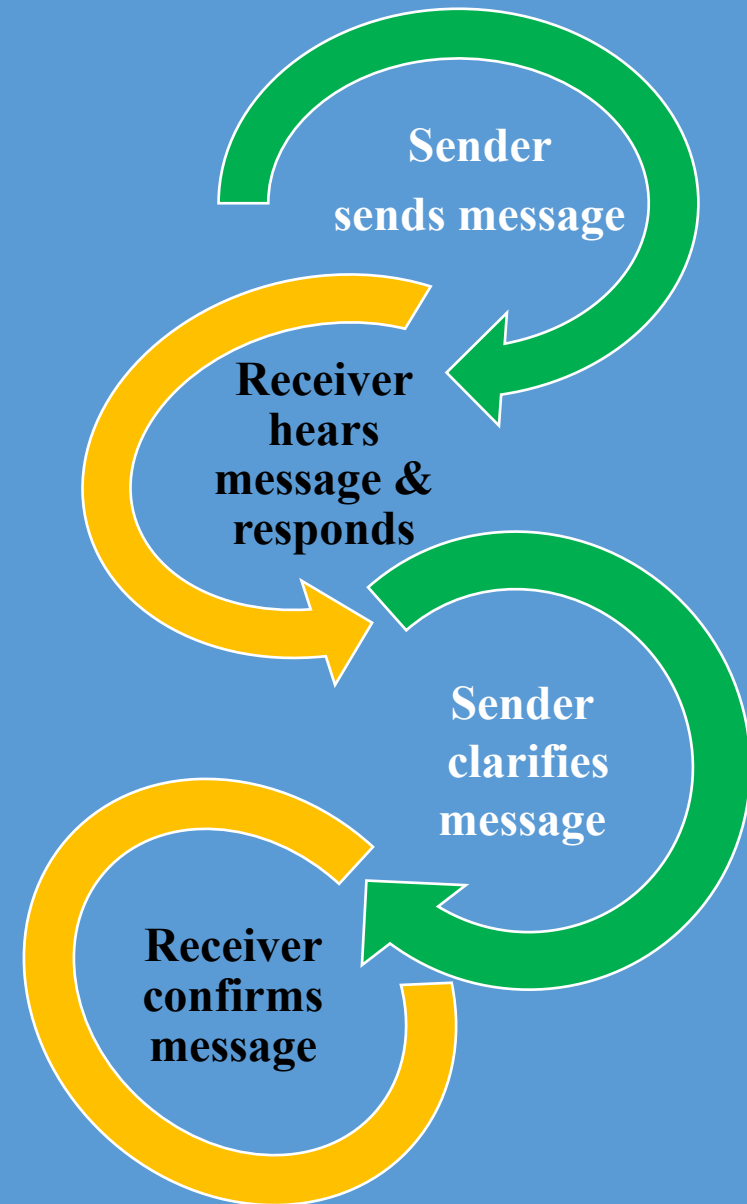 Sender
sends message
Receiver
hears
message &
responds
Sender
clarifies
message
Receiver
confirms
message